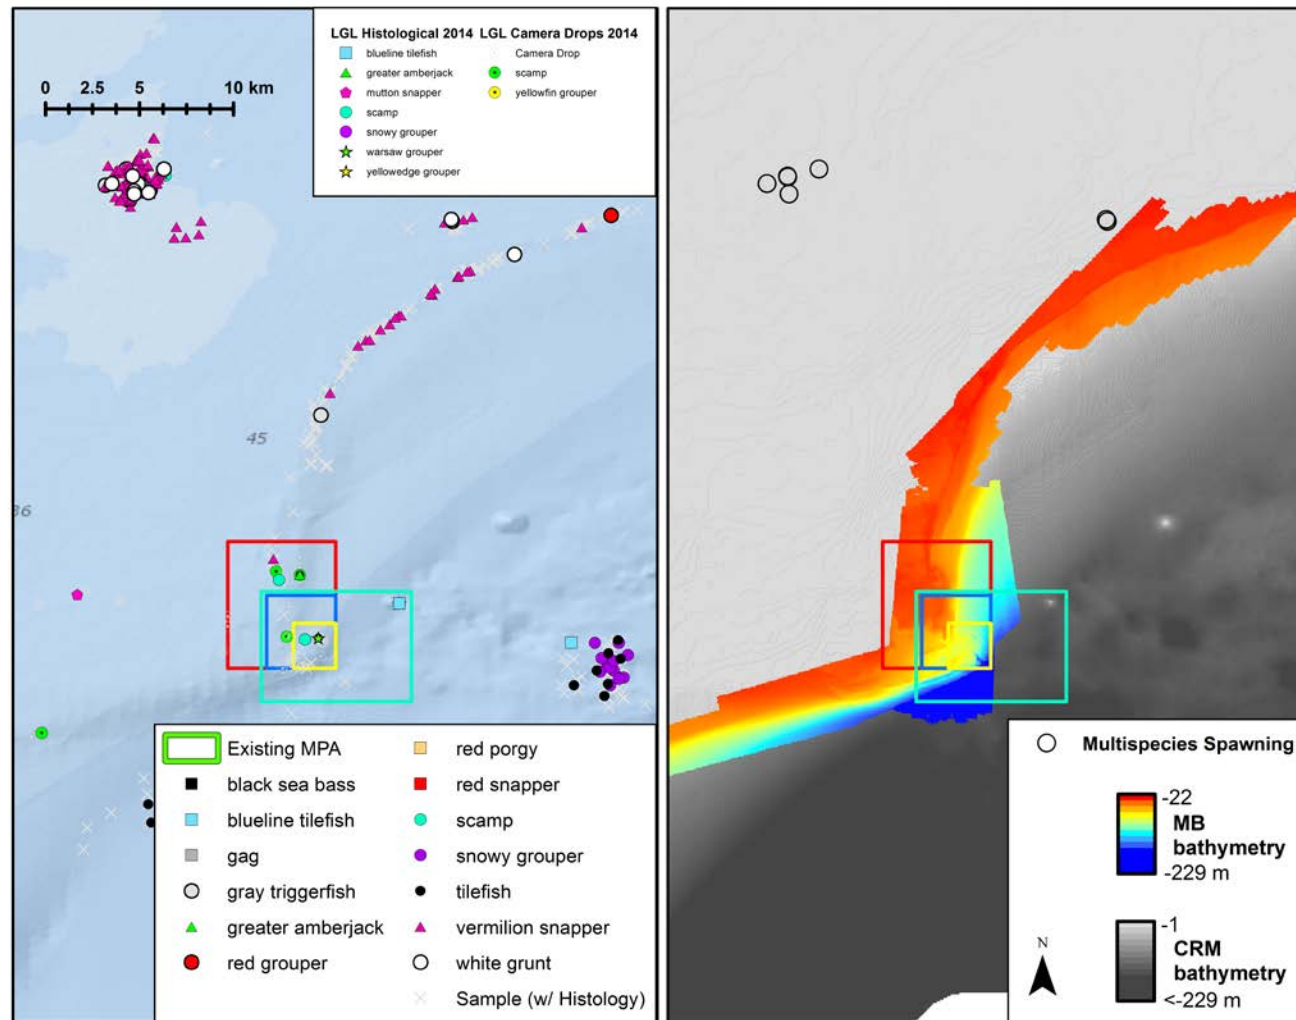 LGL Histological 2014
blueline tilefish
greater amberjack
mutton snapper
scamp
snowy grouper
warsaw grouper
yellowedge grouper
LGL Camera Drops 2014
Camera Drop
scamp
yellowfin grouper
0 2.5 5 10 km
45
36
Existing MPA
black sea bass
blueline tilefish
gag
gray triggerfish
greater amberjack
red grouper
red porgy
red snapper
scamp
snowy grouper
tilefish
vermilion snapper
white grunt
Sample (w/ Histology)
Multispecies Spawning
-22
MB
bathymetry
-229 m
N
-1
CRM
bathymetry
<-229 m